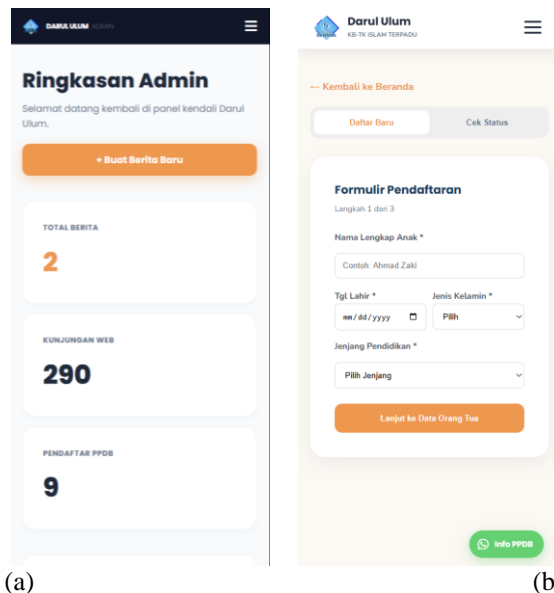 DARUL ULUM ADMIN
Ringkasan Admin
Selamat datang kembali di panel kendali Darul
Ulum.
+ Buat Berita Baru
TOTAL BERITA
2
KUNJUNGAN WEB
290
PENDAFTAR PPDB
9
(a)
Darul Ulum
KB-TK ISLAM TERPADU
← Kembali ke Beranda
Daftar Baru Cek Status
Formulir Pendaftaran
Langkah 1 dari 3
Nama Lengkap Anak *
Contoh: Ahmad Zaki
Tgl Lahir * Jenis Kelamin *
mm/dd/yyyy Pilih
Jenjang Pendidikan *
Pilih Jenjang
Lanjut ke Data Orang Tua
Info PPDB
(b